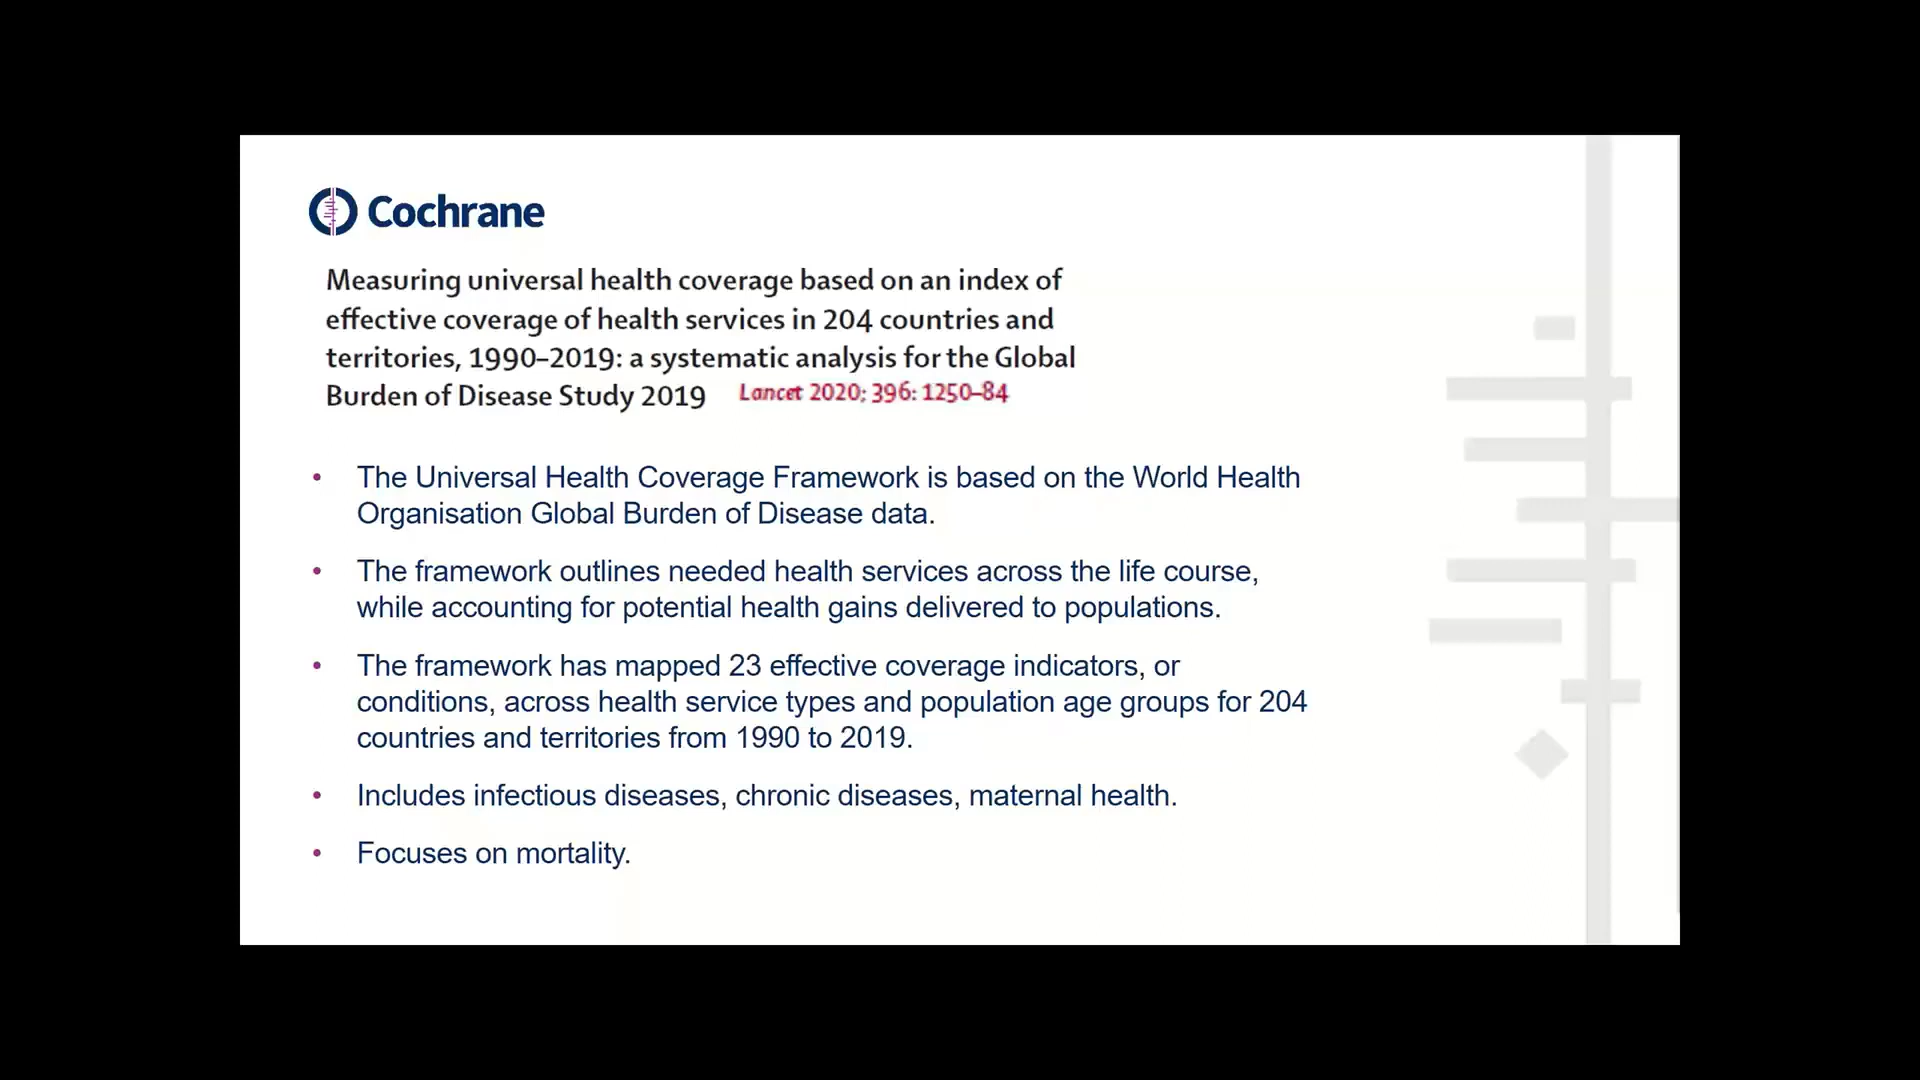 Cochrane
Measuring universal health coverage based on an index of
effective coverage of health services in 204 countries and
territories, 1990–2019: a systematic analysis for the Global
Burden of Disease Study 2019 Lancet 2020; 396: 1250–84
• The Universal Health Coverage Framework is based on the World Health
Organisation Global Burden of Disease data.
• The framework outlines needed health services across the life course,
while accounting for potential health gains delivered to populations.
• The framework has mapped 23 effective coverage indicators, or
conditions, across health service types and population age groups for 204
countries and territories from 1990 to 2019.
• Includes infectious diseases, chronic diseases, maternal health.
• Focuses on mortality.